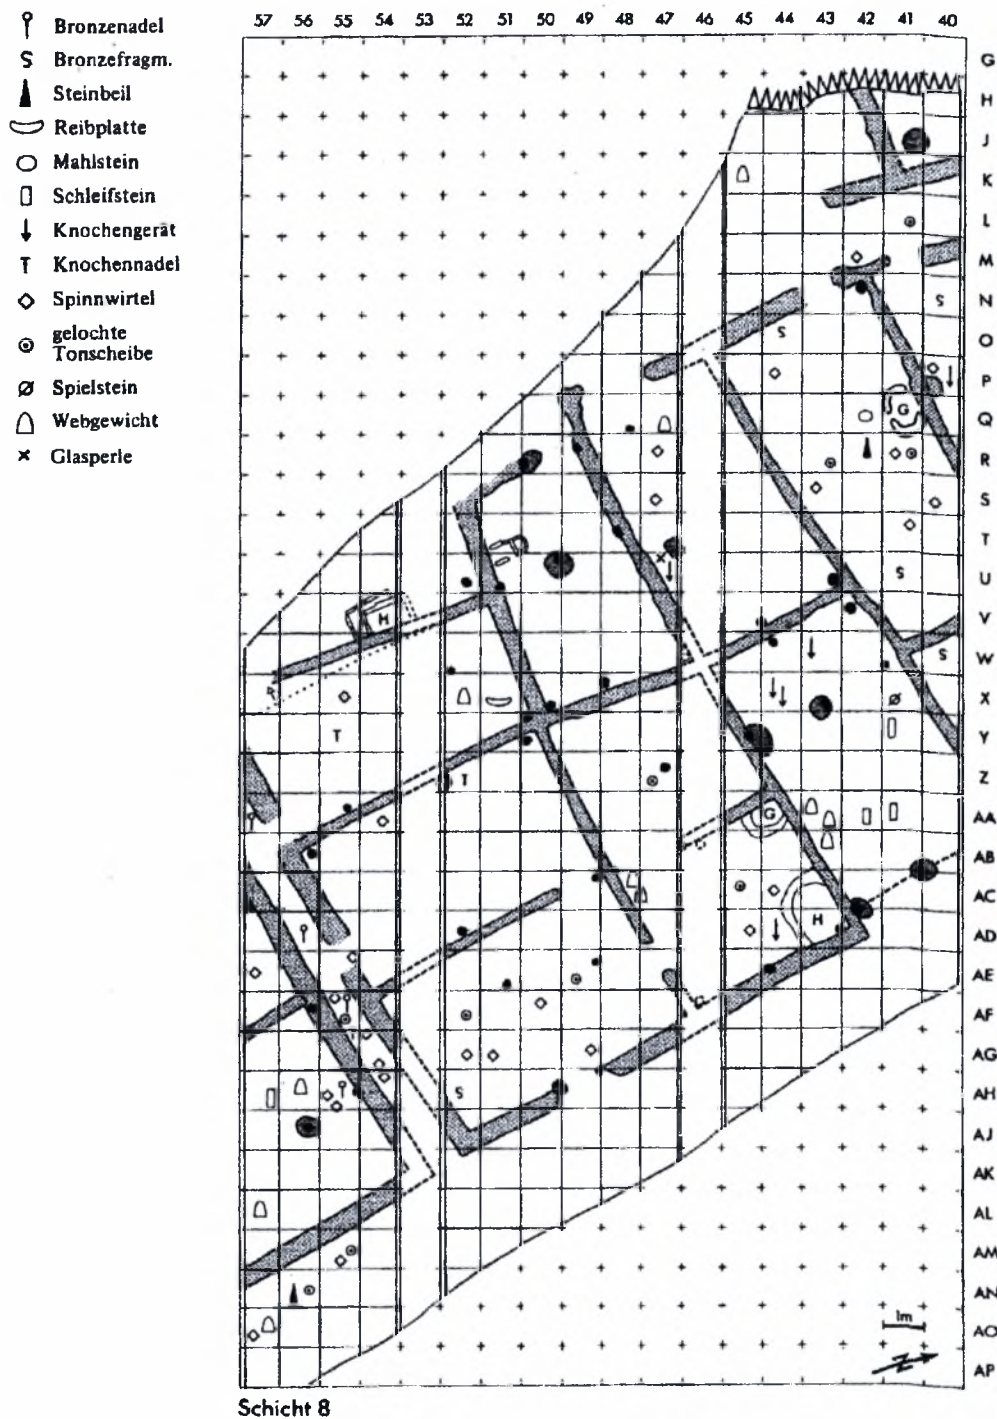 57 56 55 54 53 52 51 50 49 48 47 46 45 44 43 42 41 40
Bronzenadel
S Bronzefragm.
Steinbeil
Reibplatte
Mahlstein
Schleifstein
Knochengerät
T Knochennadel
Spinnwirtel
gelochte
Tonscheibe
Spielstein
Webgewicht
Glasperle
G
H
J
K
L
M
N
O
P
Q
R
S
T
U
V
W
X
Y
Z
AA
AB
AC
AD
AE
AF
AG
AH
AJ
AK
AL
AM
AN
AO
AP
S
S
G
S
H
S
T
T
G
H
S
1m
Z
Schicht 8